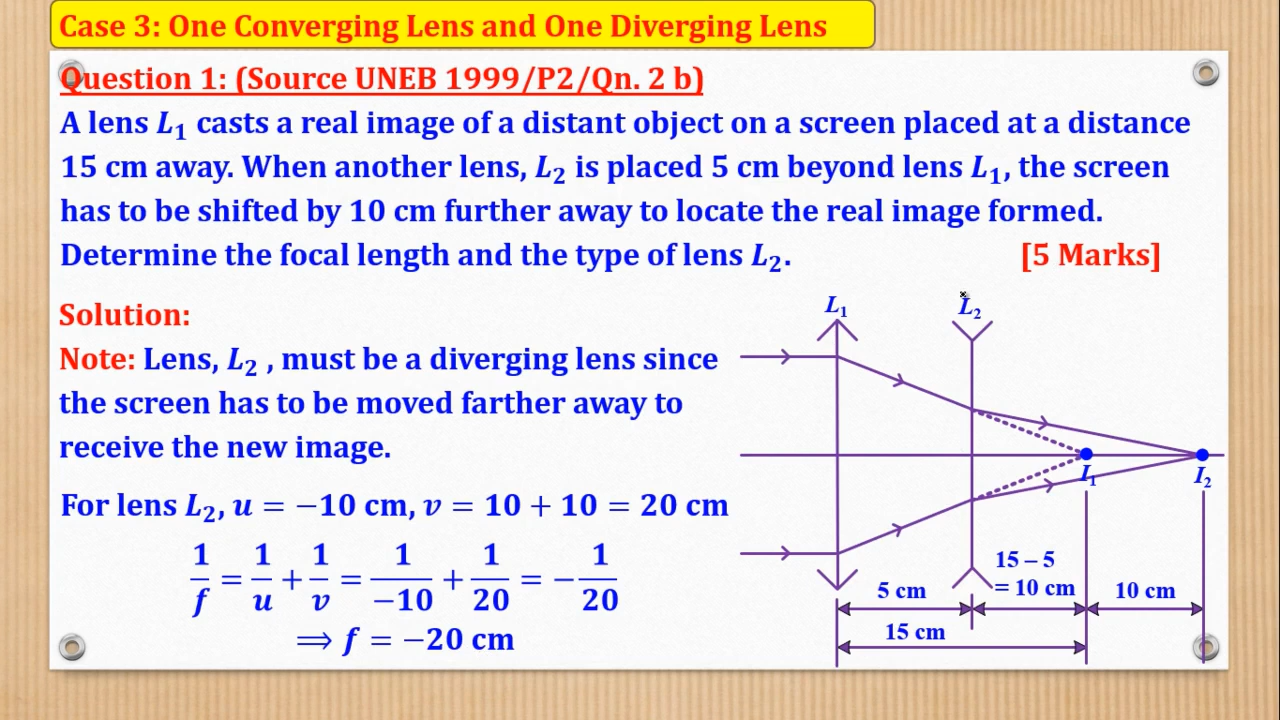 Case 3: One Converging Lens and One Diverging Lens
Question 1: (Source UNEB 1999/P2/Qn. 2 b)
A lens L₁ casts a real image of a distant object on a screen placed at a distance
15 cm away. When another lens, L₂ is placed 5 cm beyond lens L₁, the screen
has to be shifted by 10 cm further away to locate the real image formed.
Determine the focal length and the type of lens L₂. [5 Marks]
Solution:
Note: Lens, L₂ , must be a diverging lens since
the screen has to be moved farther away to
receive the new image.
For lens L₂, u = −10 cm, v = 10 + 10 = 20 cm
1/f = 1/u + 1/v = 1/−10 + 1/20 = −1/20
⟹ f = −20 cm
L₁ L₂
I₁ I₂
15 – 5
5 cm = 10 cm 10 cm
15 cm